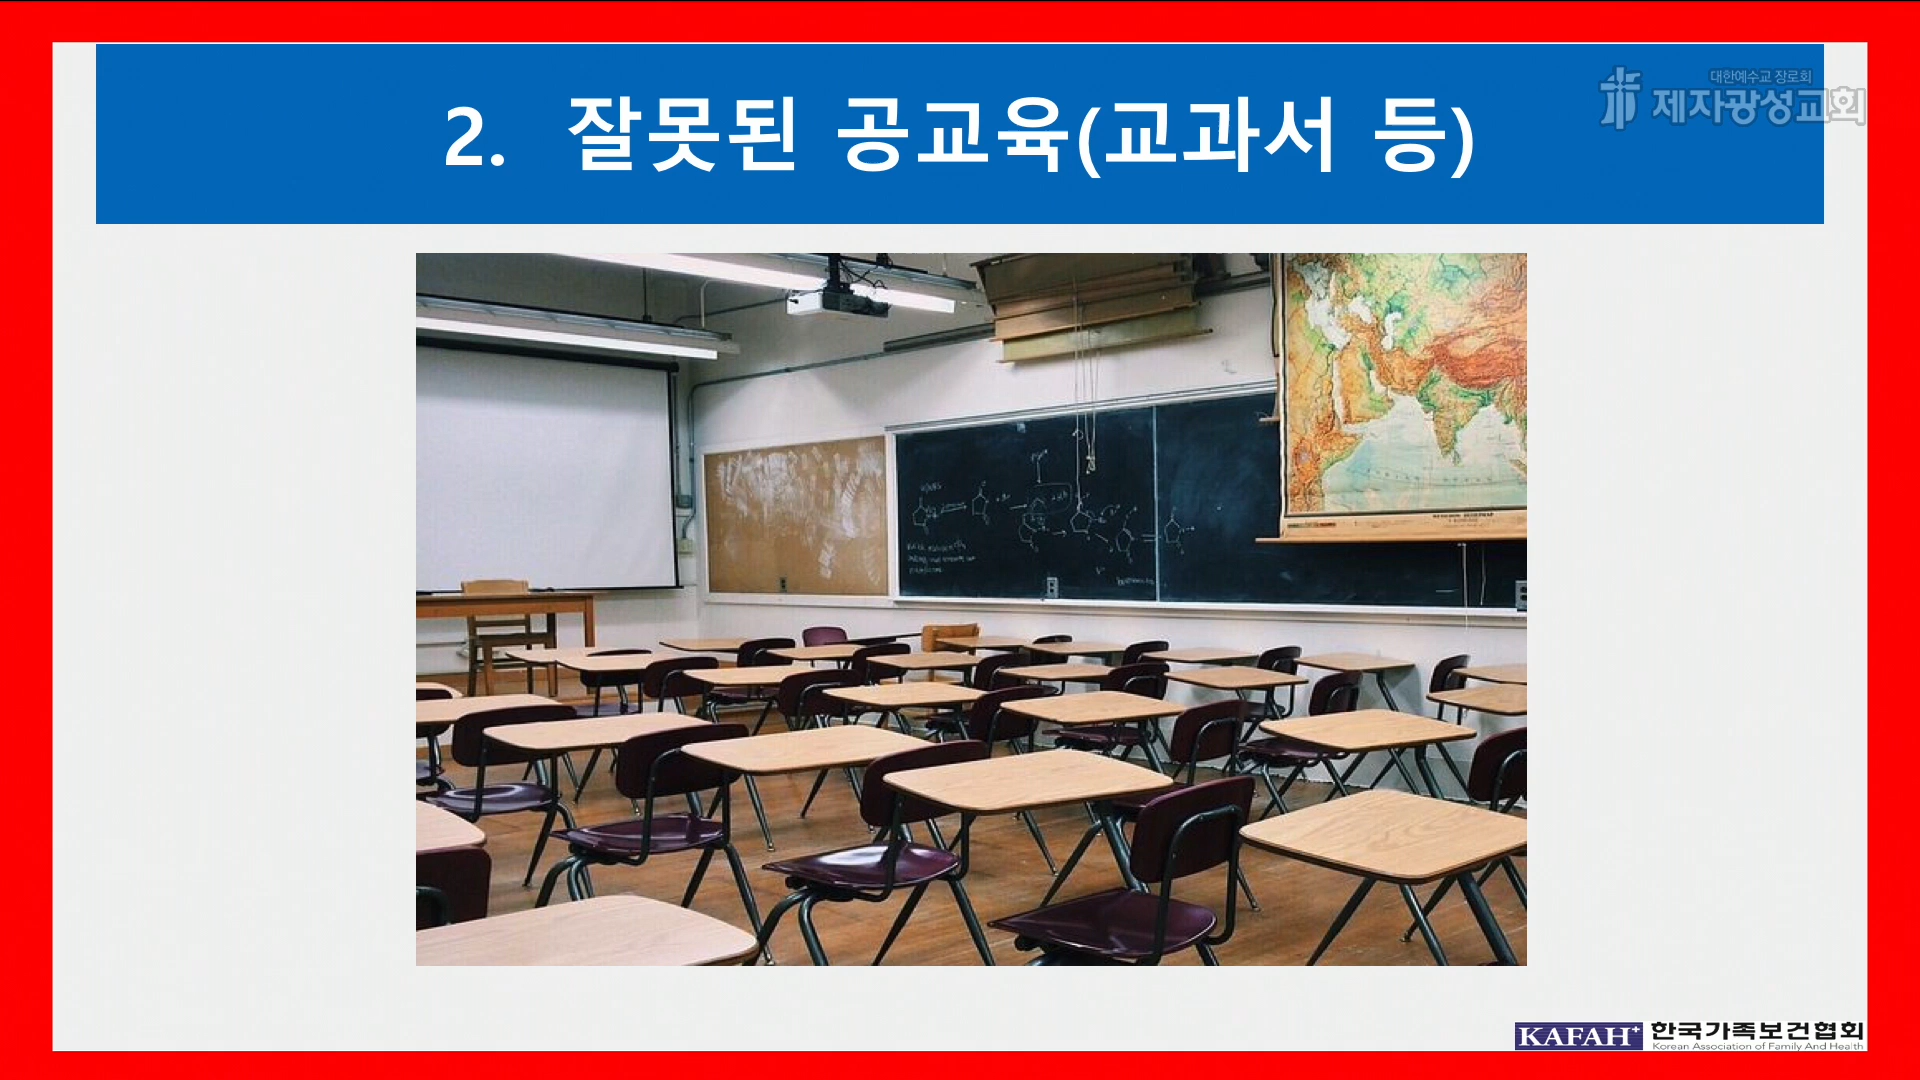 2. 잘못된 공교육(교과서 등)
대한예수교 장로회
제자광성교회
KAFAH+ 한국가족보건협회
Korean Association of Family And Health